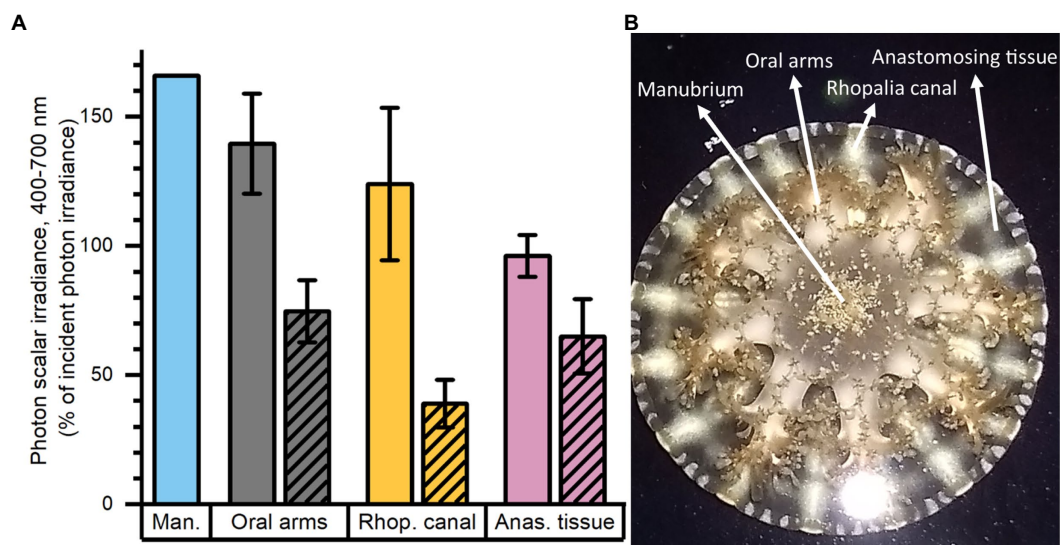 A
Photon scalar irradiance, 400-700 nm
(% of incident photon irradiance)
150
100
50
0
Man.
Oral arms
Rhop. canal
Anas. tissue
B
Oral arms
Anastomosing tissue
Manubrium
Rhopalia canal